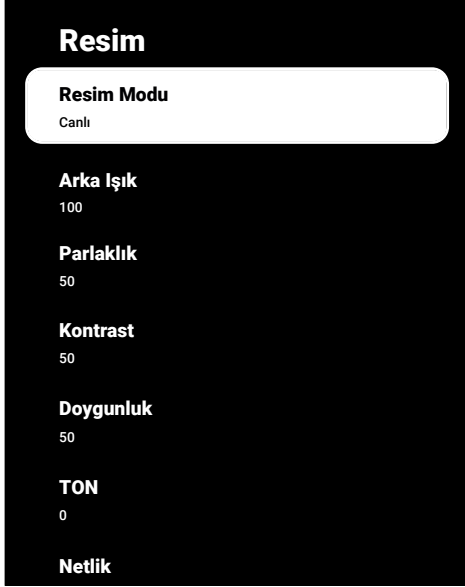 Resim
Resim Modu
Canlı
Arka Işık
100
Parlaklık
50
Kontrast
50
Doygunluk
50
TON
0
Netlik